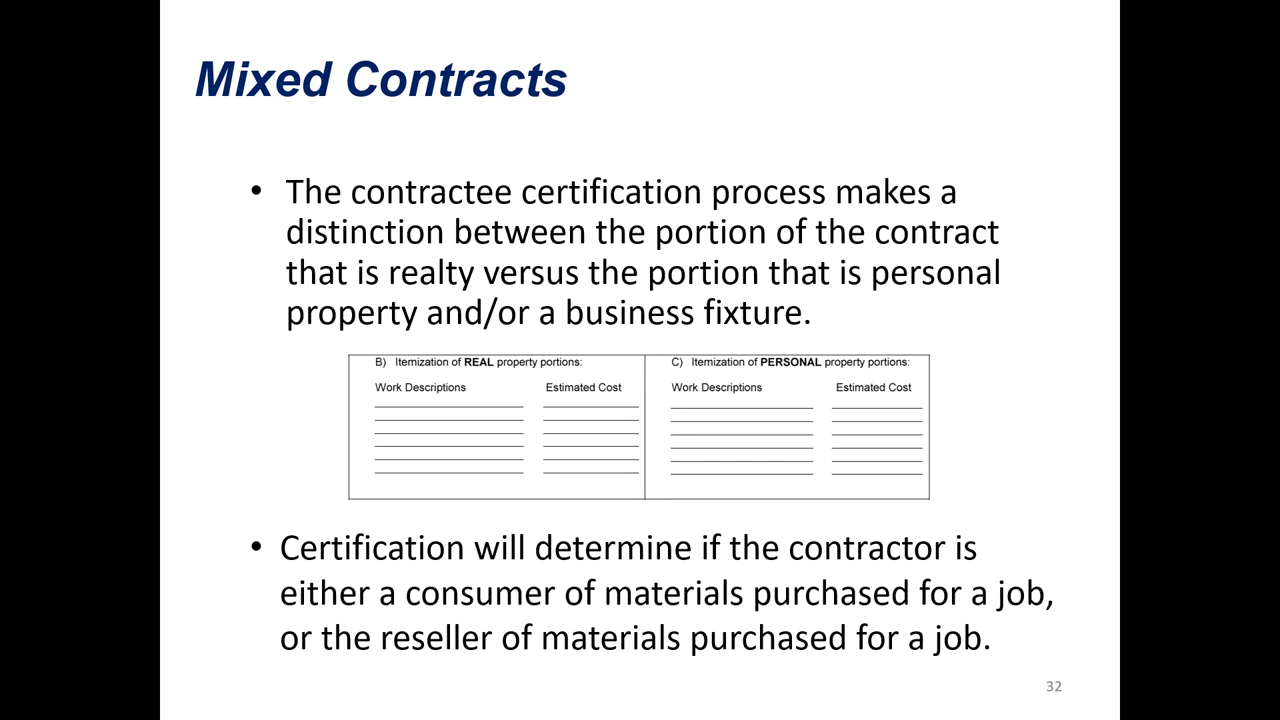 Mixed Contracts
• The contractee certification process makes a
distinction between the portion of the contract
that is realty versus the portion that is personal
property and/or a business fixture.
B) Itemization of REAL property portions:
Work Descriptions Estimated Cost
C) Itemization of PERSONAL property portions:
Work Descriptions Estimated Cost
• Certification will determine if the contractor is
either a consumer of materials purchased for a job,
or the reseller of materials purchased for a job.
32